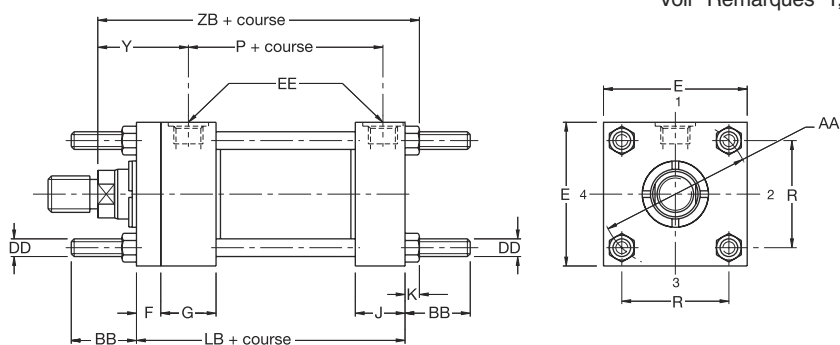 voir "Remarques" 1,
ZB + course
Y
P + course
EE
E
1
AA
E
4
2
R
DD
DD
3
K
F
G
J
BB
R
BB
LB + course